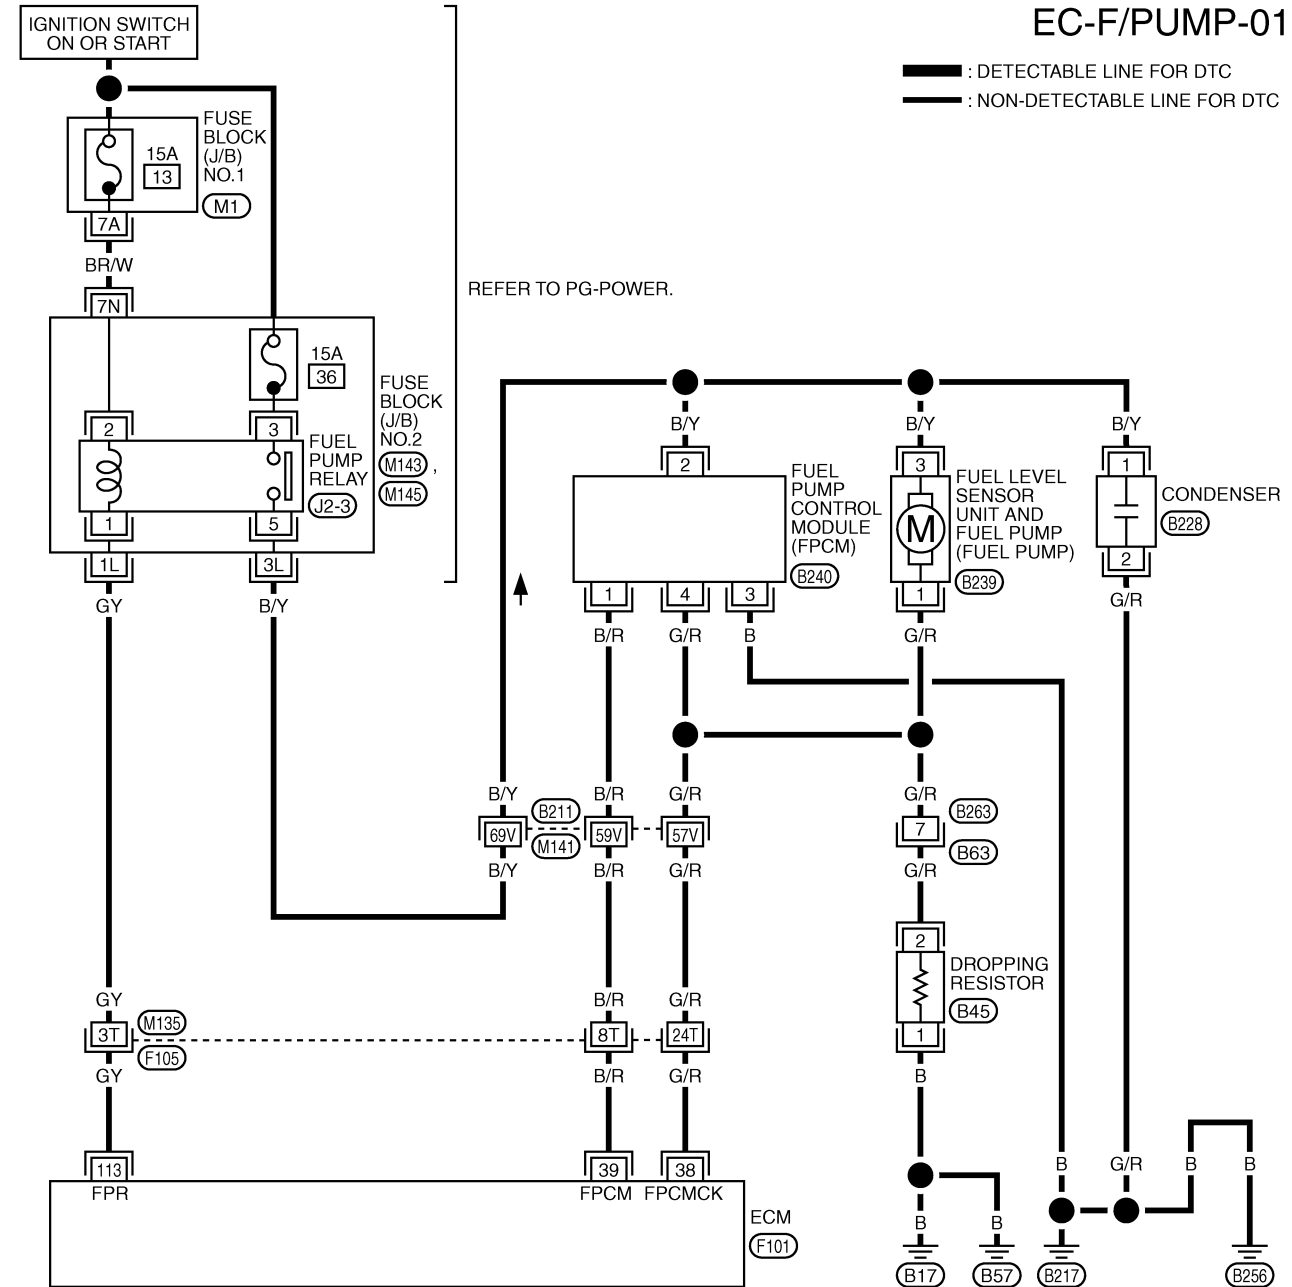 EC-F/PUMP-01
IGNITION SWITCH
ON OR START
: DETECTABLE LINE FOR DTC
: NON-DETECTABLE LINE FOR DTC
FUSE
BLOCK
(J/B)
NO.1
M1
15A
13
7A
BR/W
7N
REFER TO PG-POWER.
15A
36
FUSE
BLOCK
(J/B)
NO.2
M143 ,
M145
2
3
FUEL
PUMP
RELAY
J2-3
1
5
1L
3L
GY
B/Y
B/Y
B/Y
B/Y
2
3
1
FUEL
PUMP
CONTROL
MODULE
(FPCM)
B240
FUEL LEVEL
SENSOR
UNIT AND
FUEL PUMP
(FUEL PUMP)
B239
M
CONDENSER
B228
2
1
4
3
1
G/R
B/R
G/R
B
G/R
B/Y
B/R
G/R
G/R
B211
B263
69V
59V
57V
7
M141
B63
B/Y
B/R
G/R
G/R
2
DROPPING
RESISTOR
B45
GY
B/R
G/R
M135
3T
8T
24T
1
F105
GY
B/R
G/R
B
113
39
38
FPR
FPCM
FPCMCK
B
G/R
B
B
ECM
F101
B
B
B17
B57
B217
B256